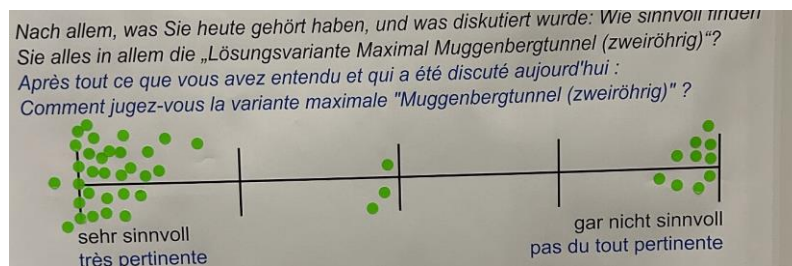 Nach allem, was Sie heute gehört haben, und was diskutiert wurde: Wie sinnvoll finden
Sie alles in allem die „Lösungsvariante Maximal Muggenbergtunnel (zweiröhrig)“?
Après tout ce que vous avez entendu et qui a été discuté aujourd'hui :
Comment jugez-vous la variante maximale "Muggenbergtunnel (zweiröhrig)" ?
sehr sinnvoll
très pertinente
gar nicht sinnvoll
pas du tout pertinente